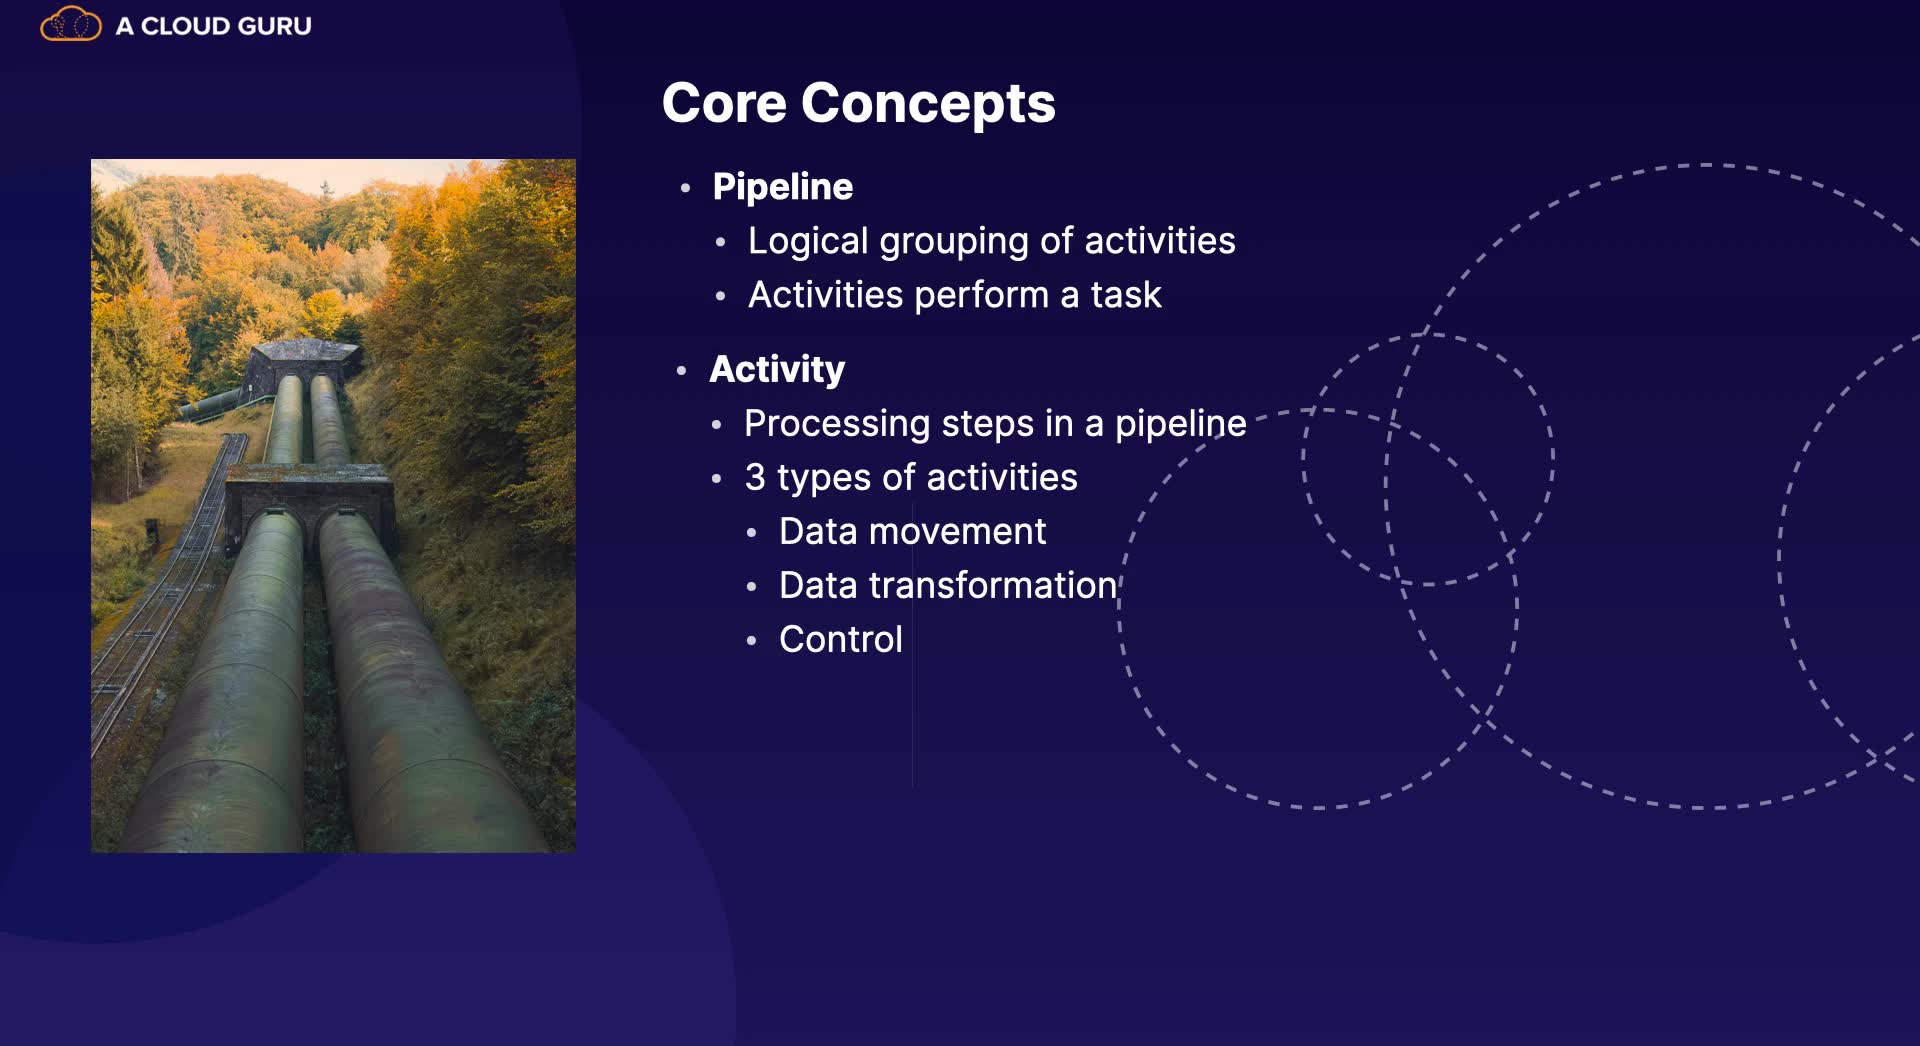 A CLOUD GURU
Core Concepts
Pipeline
Logical grouping of activities
Activities perform a task
Activity
Processing steps in a pipeline
3 types of activities
Data movement
Data transformation
Control